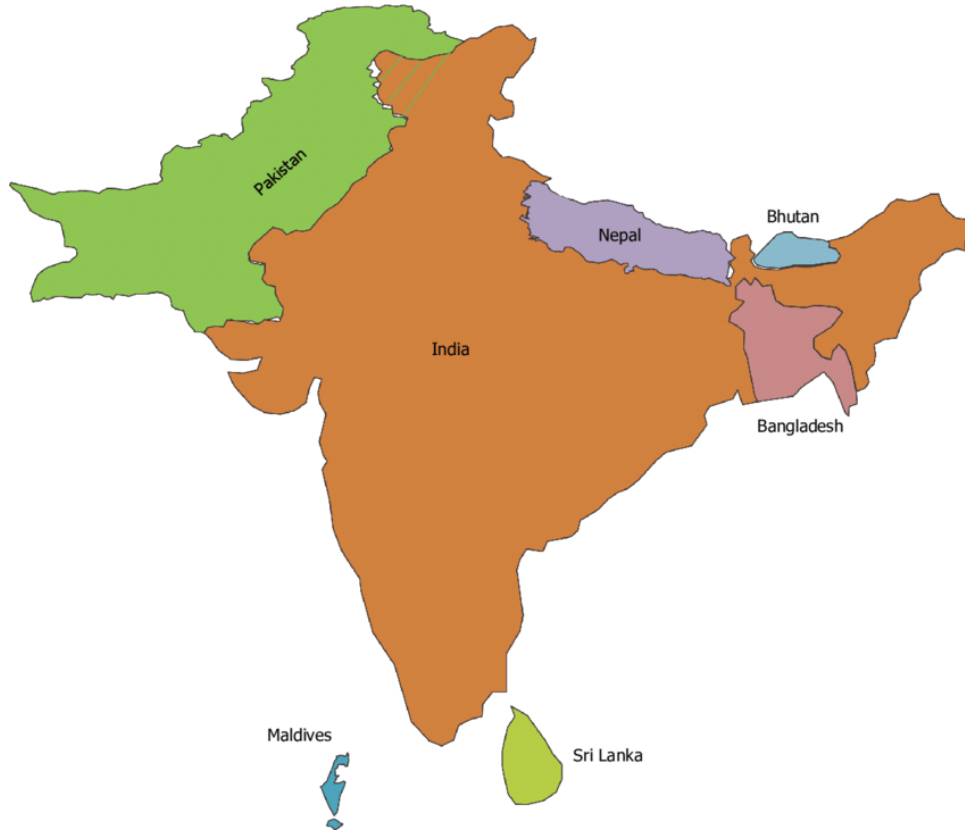 Pakistan
Bhutan
Nepal
India
Bangladesh
Maldives
Sri Lanka